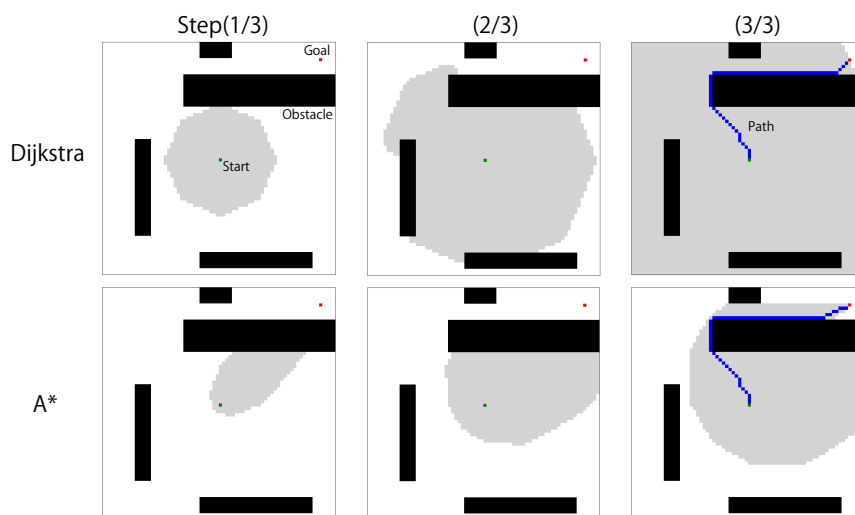 Step(1/3)
(2/3)
(3/3)
Dijkstra
Goal
Obstacle
Start
Path
A*